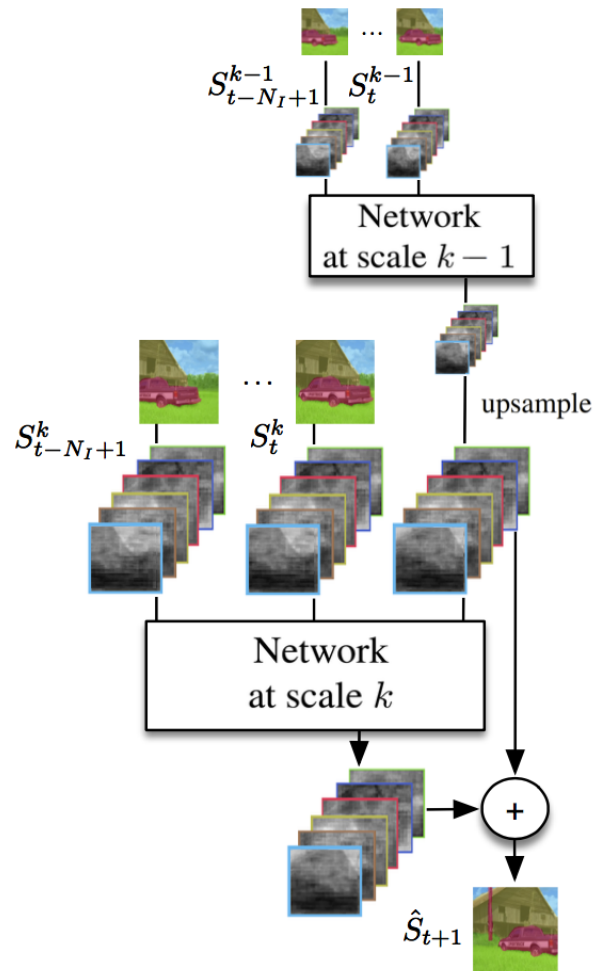 ...
S^{k-1}_{t-N_I+1} S^{k-1}_t
Network
at scale k − 1
...
upsample
S^k_{t-N_I+1} S^k_t
Network
at scale k
+
Ŝ_{t+1}